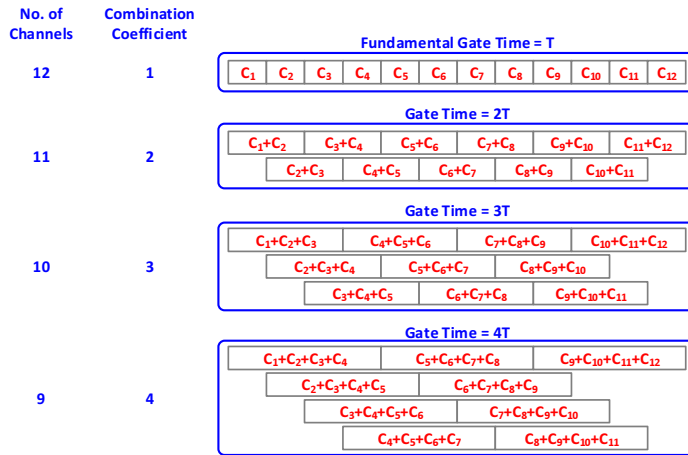 No. of Channels
Combination Coefficient
Fundamental Gate Time = T
12 1 C₁ C₂ C₃ C₄ C₅ C₆ C₇ C₈ C₉ C₁₀ C₁₁ C₁₂
Gate Time = 2T
C₁+C₂ C₃+C₄ C₅+C₆ C₇+C₈ C₉+C₁₀ C₁₁+C₁₂
11 2
C₂+C₃ C₄+C₅ C₆+C₇ C₈+C₉ C₁₀+C₁₁
Gate Time = 3T
C₁+C₂+C₃ C₄+C₅+C₆ C₇+C₈+C₉ C₁₀+C₁₁+C₁₂
10 3 C₂+C₃+C₄ C₅+C₆+C₇ C₈+C₉+C₁₀
C₃+C₄+C₅ C₆+C₇+C₈ C₉+C₁₀+C₁₁
Gate Time = 4T
C₁+C₂+C₃+C₄ C₅+C₆+C₇+C₈ C₉+C₁₀+C₁₁+C₁₂
C₂+C₃+C₄+C₅ C₆+C₇+C₈+C₉
9 4
C₃+C₄+C₅+C₆ C₇+C₈+C₉+C₁₀
C₄+C₅+C₆+C₇ C₈+C₉+C₁₀+C₁₁